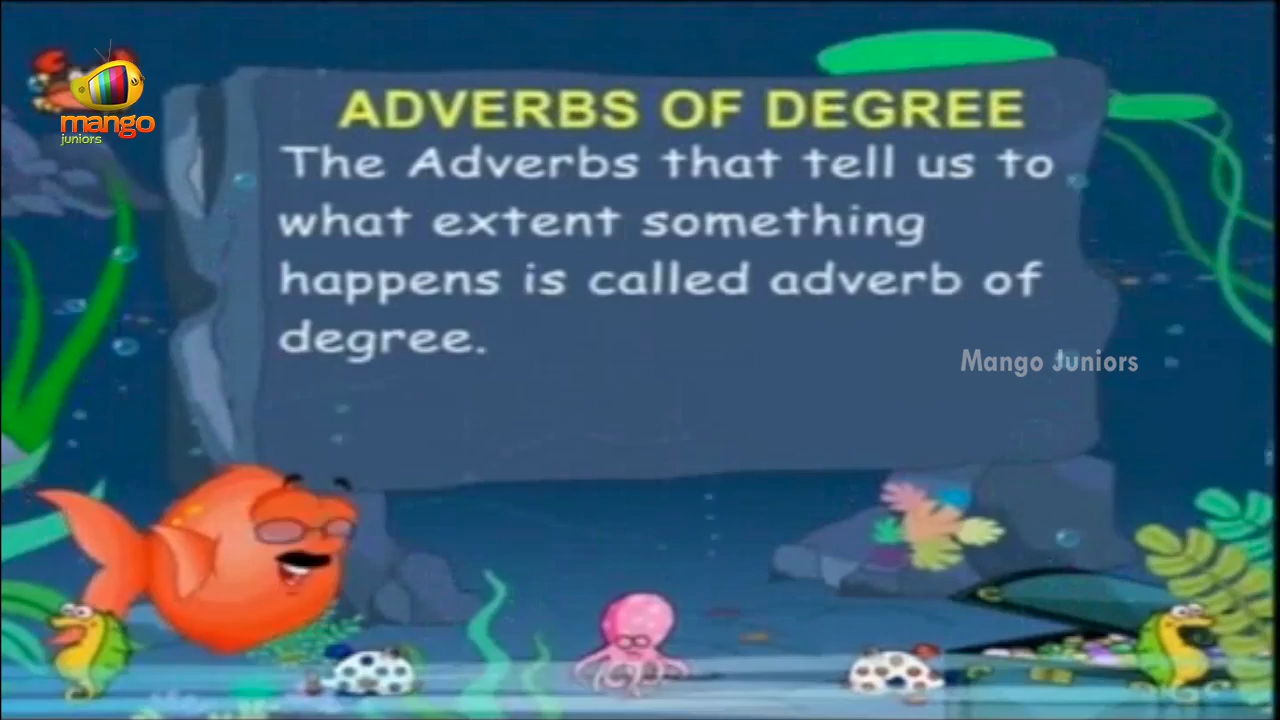 mango
juniors
ADVERBS OF DEGREE
The Adverbs that tell us to
what extent something
happens is called adverb of
degree.
Mango Juniors